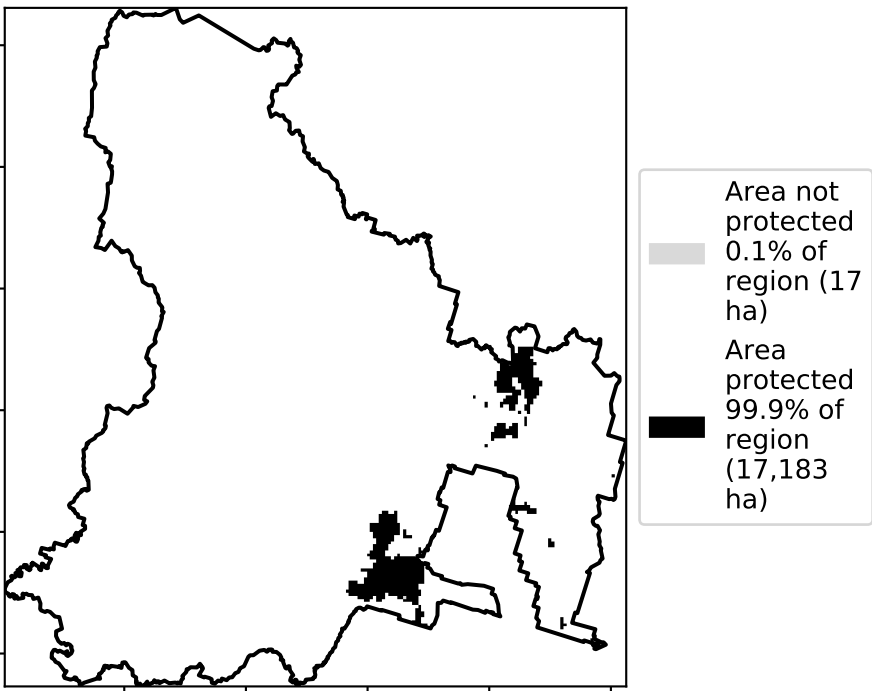 Area not
protected
0.1% of
region (17
ha)
Area
protected
99.9% of
region
(17,183
ha)